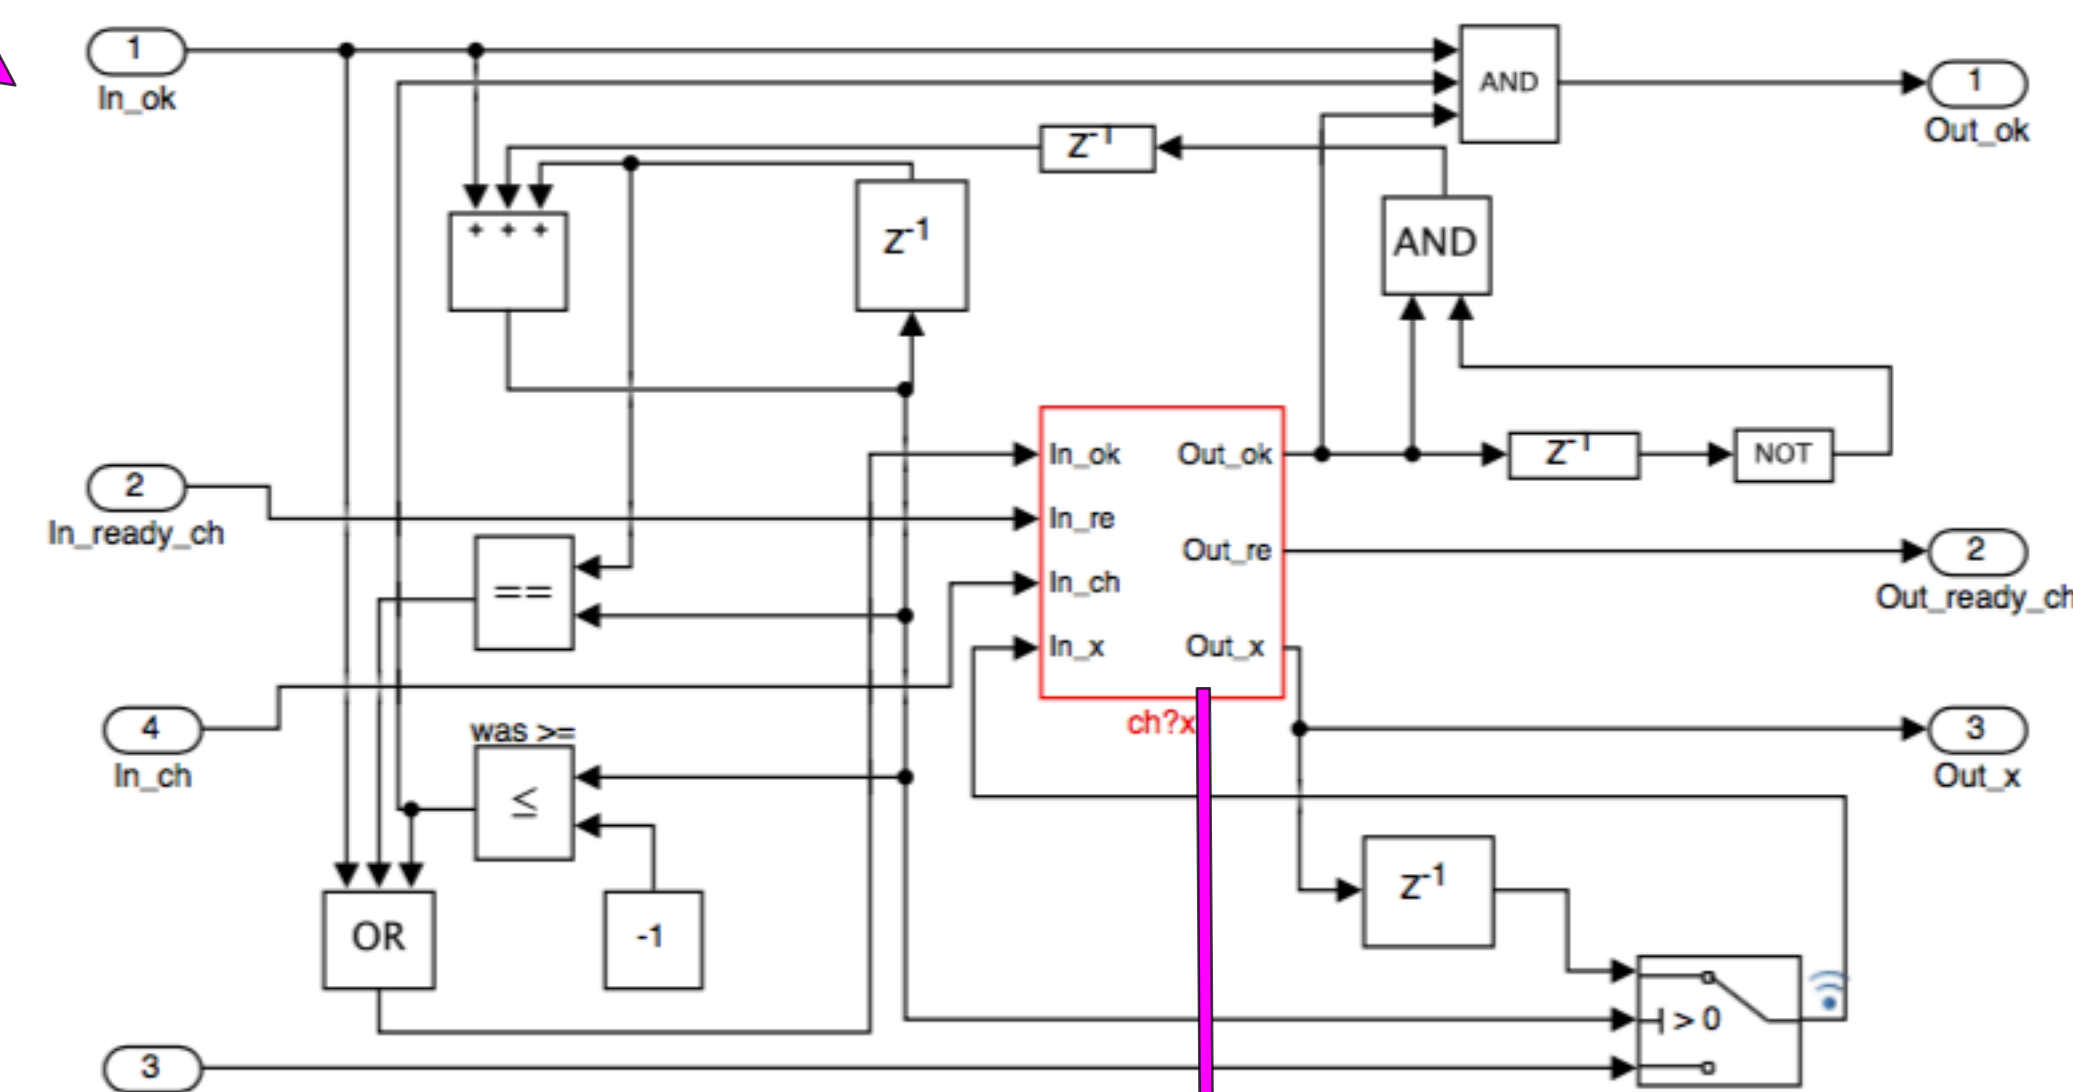 1
In_ok
AND
1
Out_ok
Z-1
+ + +
Z-1
AND
2
In_ready_ch
In_ok Out_ok
Z-1
NOT
In_re
Out_re
2
Out_ready_ch
==
In_ch
In_x Out_x
4
In_ch
was >=
≤
ch?x
3
Out_x
Z-1
OR
-1
> 0
3